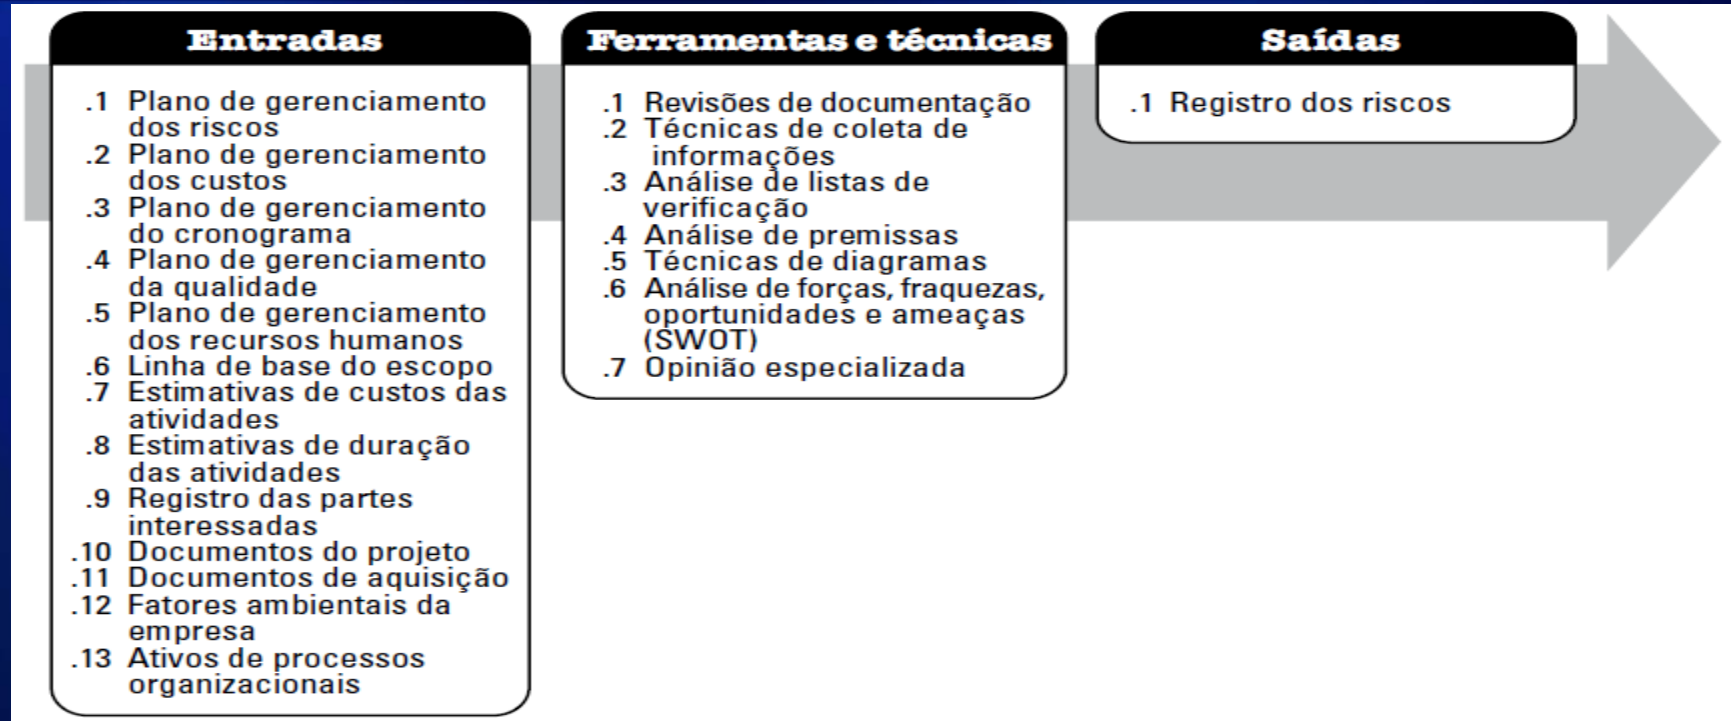 Entradas
.1 Plano de gerenciamento
dos riscos
.2 Plano de gerenciamento
dos custos
.3 Plano de gerenciamento
do cronograma
.4 Plano de gerenciamento
da qualidade
.5 Plano de gerenciamento
dos recursos humanos
.6 Linha de base do escopo
.7 Estimativas de custos das
atividades
.8 Estimativas de duração
das atividades
.9 Registro das partes
interessadas
.10 Documentos do projeto
.11 Documentos de aquisição
.12 Fatores ambientais da
empresa
.13 Ativos de processos
organizacionais
Ferramentas e técnicas
.1 Revisões de documentação
.2 Técnicas de coleta de
informações
.3 Análise de listas de
verificação
.4 Análise de premissas
.5 Técnicas de diagramas
.6 Análise de forças, fraquezas,
oportunidades e ameaças
(SWOT)
.7 Opinião especializada
Saídas
.1 Registro dos riscos